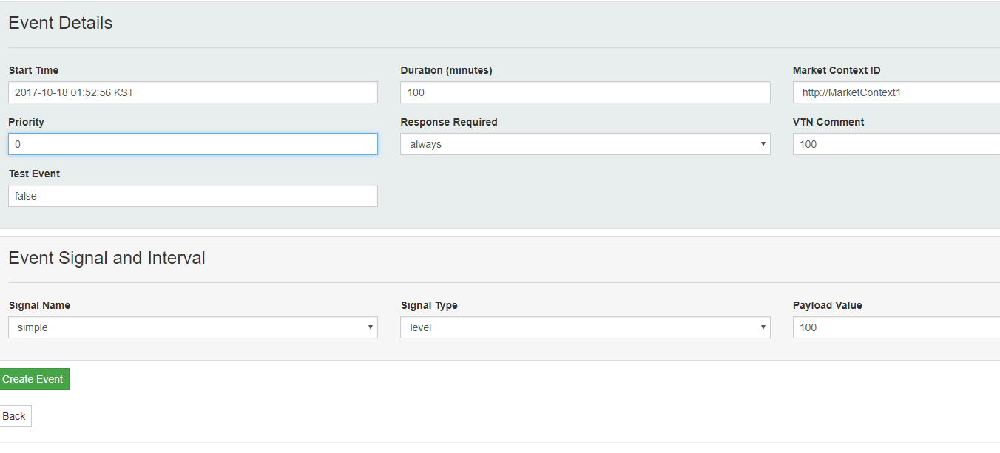 Event Details
Start Time Duration (minutes) Market Context ID
2017-10-18 01:52:56 KST 100 http://MarketContext1
Priority Response Required VTN Comment
0 always 100
Test Event
false
Event Signal and Interval
Signal Name Signal Type Payload Value
simple level 100
Create Event
Back